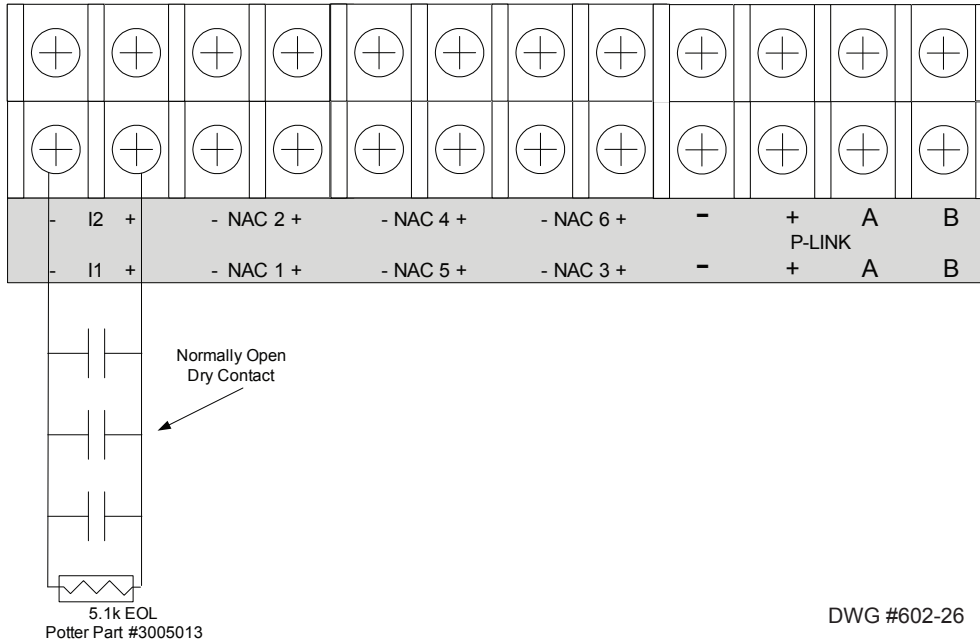 - I2 + - NAC 2 + - NAC 4 + - NAC 6 + - + A B
P-LINK
- I1 + - NAC 1 + - NAC 5 + - NAC 3 + - + A B
Normally Open
Dry Contact
5.1k EOL
Potter Part #3005013
DWG #602-26